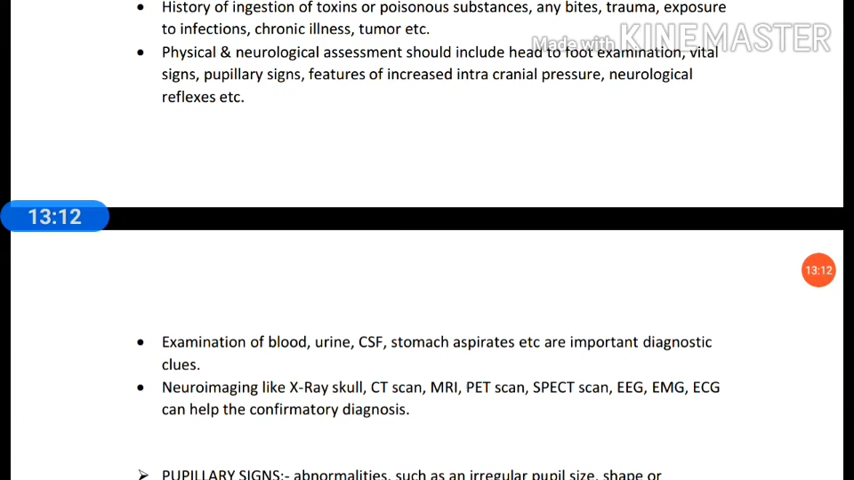 • History of ingestion of toxins or poisonous substances, any bites, trauma, exposure
to infections, chronic illness, tumor etc.
Made with KINEMASTER
• Physical & neurological assessment should include head to foot examination, vital
signs, pupillary signs, features of increased intra cranial pressure, neurological
reflexes etc.
13:12
13:12
• Examination of blood, urine, CSF, stomach aspirates etc are important diagnostic
clues.
• Neuroimaging like X-Ray skull, CT scan, MRI, PET scan, SPECT scan, EEG, EMG, ECG
can help the confirmatory diagnosis.
➢ PUPILLARY SIGNS:- abnormalities, such as an irregular pupil size, shape or